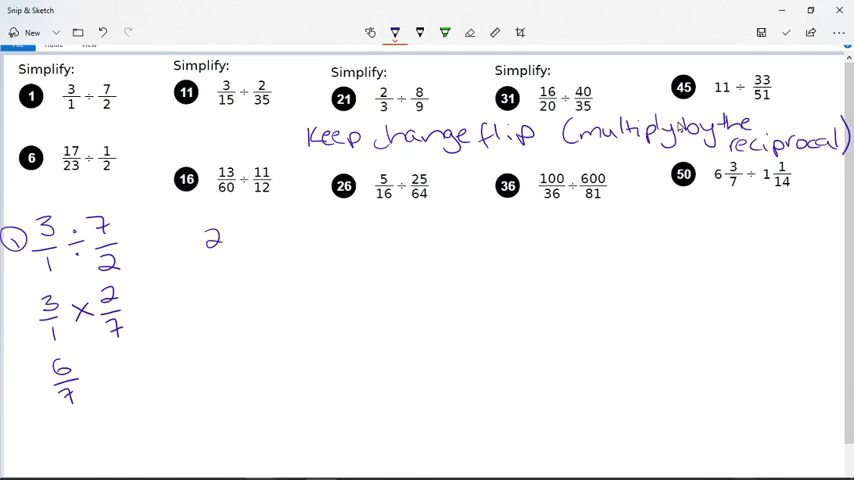 Snip & Sketch
New
File Home View
Simplify:
1 3/1 ÷ 7/2
6 17/23 ÷ 1/2
Simplify:
11 3/15 ÷ 2/35
16 13/60 ÷ 11/12
Simplify:
21 2/3 ÷ 8/9
26 5/16 ÷ 25/64
Simplify:
31 16/20 ÷ 40/35
36 100/36 ÷ 600/81
45 11 ÷ 33/51
50 6 3/7 ÷ 1 1/14
Keep change flip (multiply by the
reciprocal)
1 3/1 ÷ 7/2
3/1 × 2/7
6/7
2